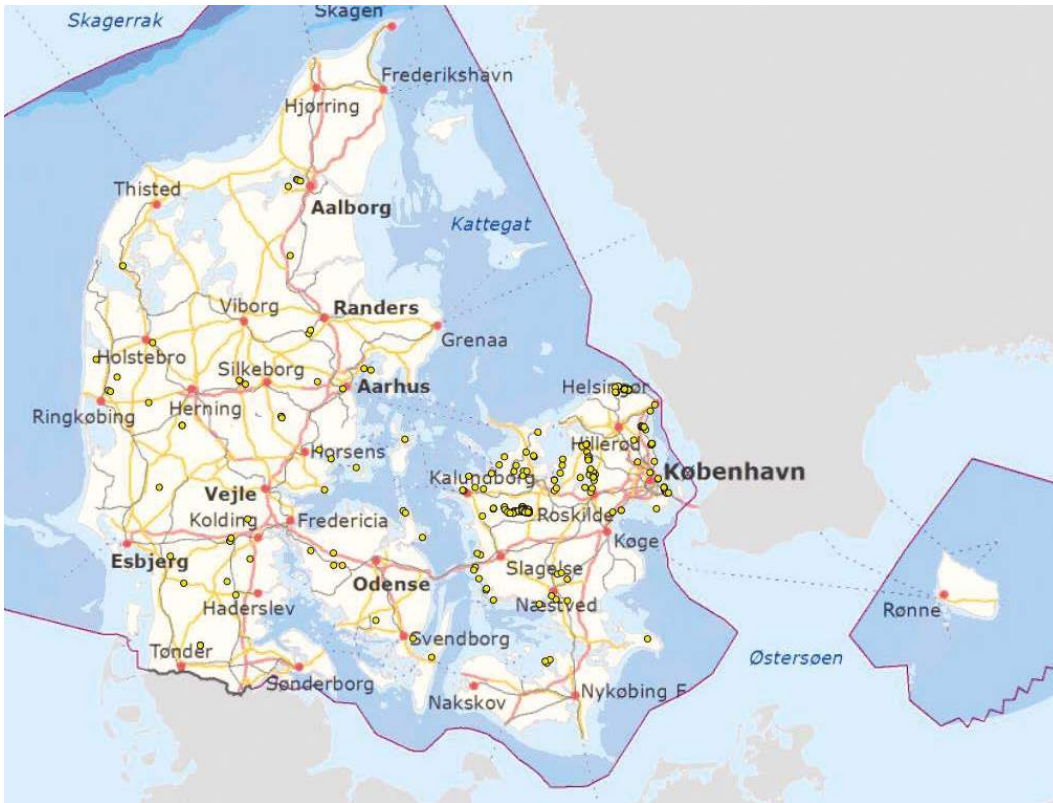 Skagen
Skagerrak
Frederikshavn
Hjørring
Thisted
Aalborg
Kattegat
Viborg
Randers
Grenaa
Holstebro
Silkeborg
Aarhus
Helsingør
Herning
Ringkøbing
Hillerød
Horsens
København
Kalundborg
Vejle
Kolding
Fredericia
Roskilde
Køge
Esbjerg
Odense
Slagelse
Haderslev
Næstved
Rønne
Svendborg
Tønder
Østersøen
Sønderborg
Nakskov
Nykøbing F